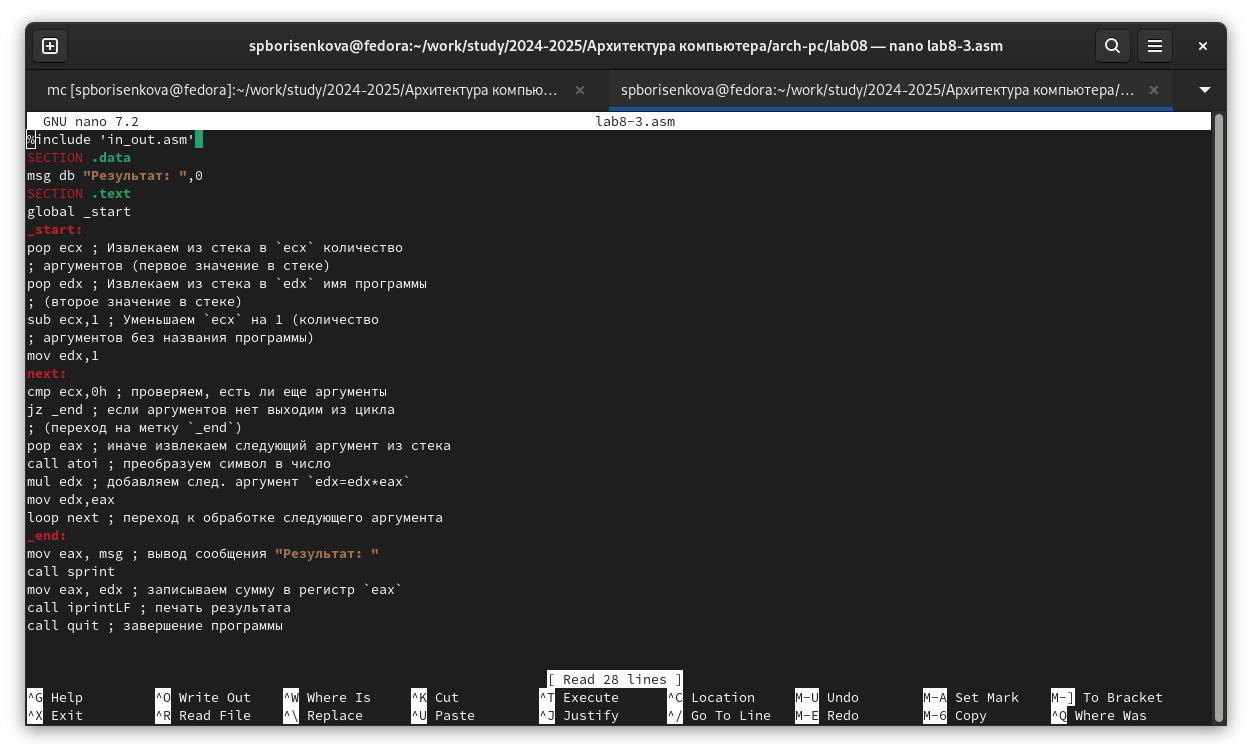 spborisenkova@fedora:~/work/study/2024-2025/Архитектура компьютера/arch-pc/lab08 — nano lab8-3.asm
mc [spborisenkova@fedora]:~/work/study/2024-2025/Архитектура компью...
spborisenkova@fedora:~/work/study/2024-2025/Архитектура компьютера/...
GNU nano 7.2 lab8-3.asm
%include 'in_out.asm'
SECTION .data
msg db "Результат: ",0
SECTION .text
global _start
_start:
pop ecx ; Извлекаем из стека в `ecx` количество
; аргументов (первое значение в стеке)
pop edx ; Извлекаем из стека в `edx` имя программы
; (второе значение в стеке)
sub ecx,1 ; Уменьшаем `ecx` на 1 (количество
; аргументов без названия программы)
mov edx,1
next:
cmp ecx,0h ; проверяем, есть ли еще аргументы
jz _end ; если аргументов нет выходим из цикла
; (переход на метку `_end`)
pop eax ; иначе извлекаем следующий аргумент из стека
call atoi ; преобразуем символ в число
mul edx ; добавляем след. аргумент `edx=edx*eax`
mov edx,eax
loop next ; переход к обработке следующего аргумента
_end:
mov eax, msg ; вывод сообщения "Результат: "
call sprint
mov eax, edx ; записываем сумму в регистр `eax`
call iprintLF ; печать результата
call quit ; завершение программы
[ Read 28 lines ]
^G Help ^O Write Out ^W Where Is ^K Cut ^T Execute ^C Location M-U Undo M-A Set Mark M-] To Bracket
^X Exit ^R Read File ^\ Replace ^U Paste ^J Justify ^/ Go To Line M-E Redo M-6 Copy ^Q Where Was